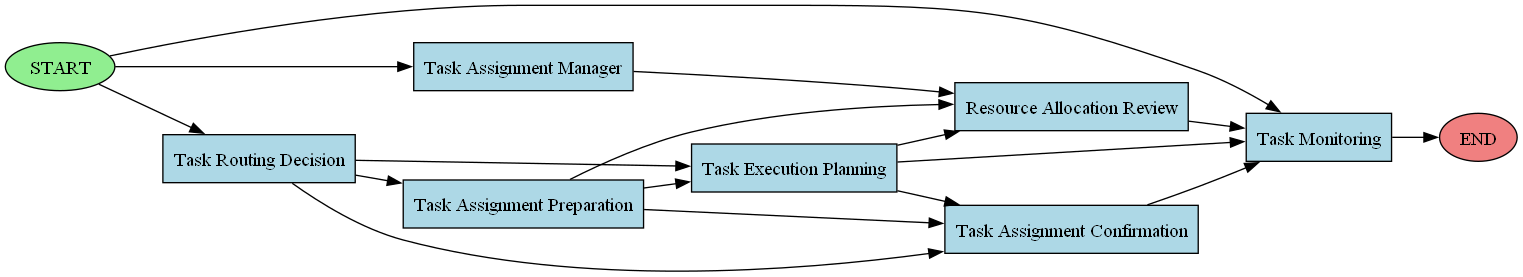 START
Task Assignment Manager
Task Routing Decision
Task Assignment Preparation
Task Execution Planning
Resource Allocation Review
Task Assignment Confirmation
Task Monitoring
END